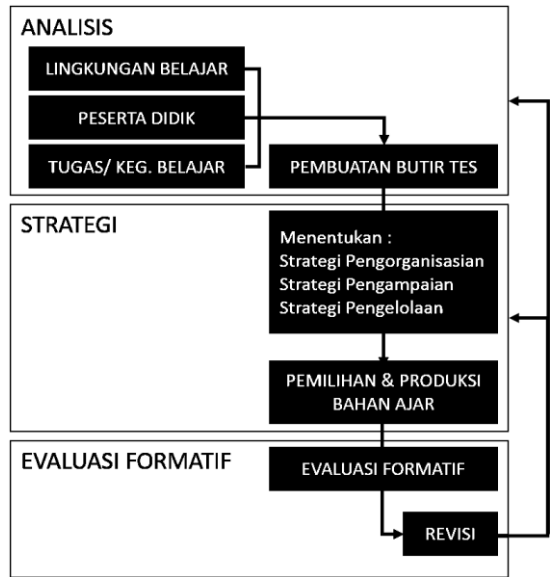 ANALISIS
LINGKUNGAN BELAJAR
PESERTA DIDIK
TUGAS/ KEG. BELAJAR
PEMBUATAN BUTIR TES
STRATEGI
Menentukan :
Strategi Pengorganisasian
Strategi Pengampaian
Strategi Pengelolaan
PEMILIHAN & PRODUKSI
BAHAN AJAR
EVALUASI FORMATIF
EVALUASI FORMATIF
REVISI